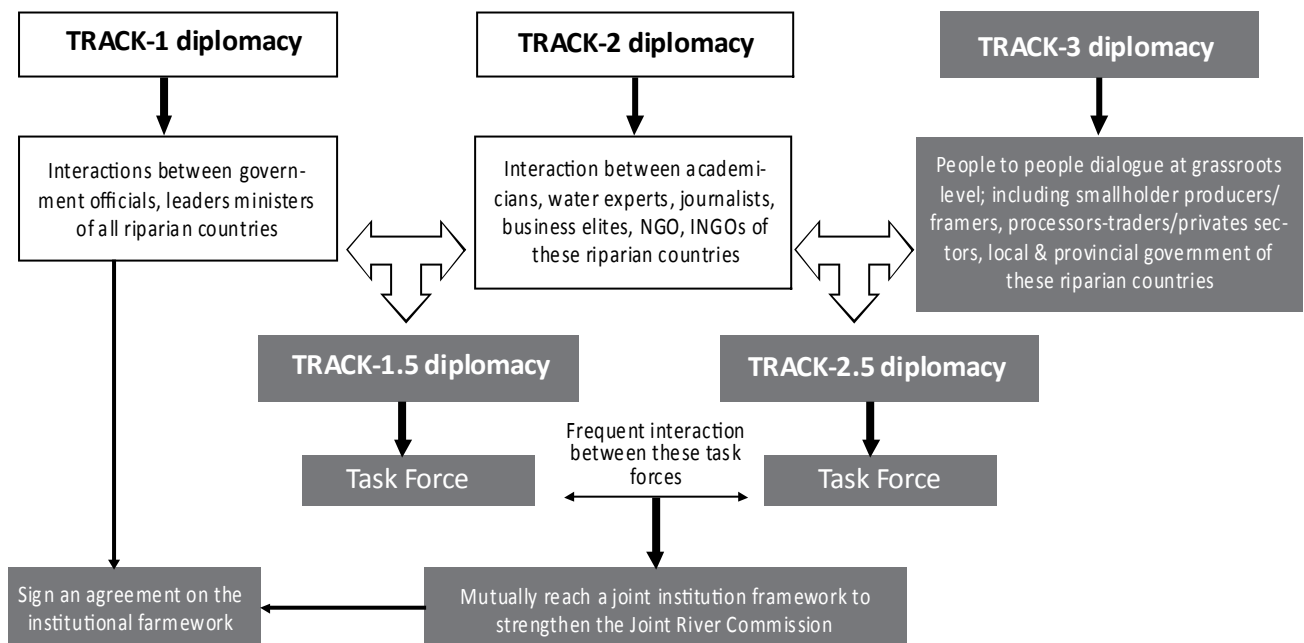 TRACK-1 diplomacy
TRACK-2 diplomacy
TRACK-3 diplomacy
Interactions between govern-
ment officials, leaders ministers
of all riparian countries
Interaction between academi-
cians, water experts, journalists,
business elites, NGO, INGOs of
these riparian countries
People to people dialogue at grassroots
level; including smallholder producers/
framers, processors-traders/privates sec-
tors, local & provincial government of
these riparian countries
TRACK-1.5 diplomacy
TRACK-2.5 diplomacy
Task Force
Frequent interaction
between these task
forces
Task Force
Sign an agreement on the
institutional farmework
Mutually reach a joint institution framework to
strengthen the Joint River Commission